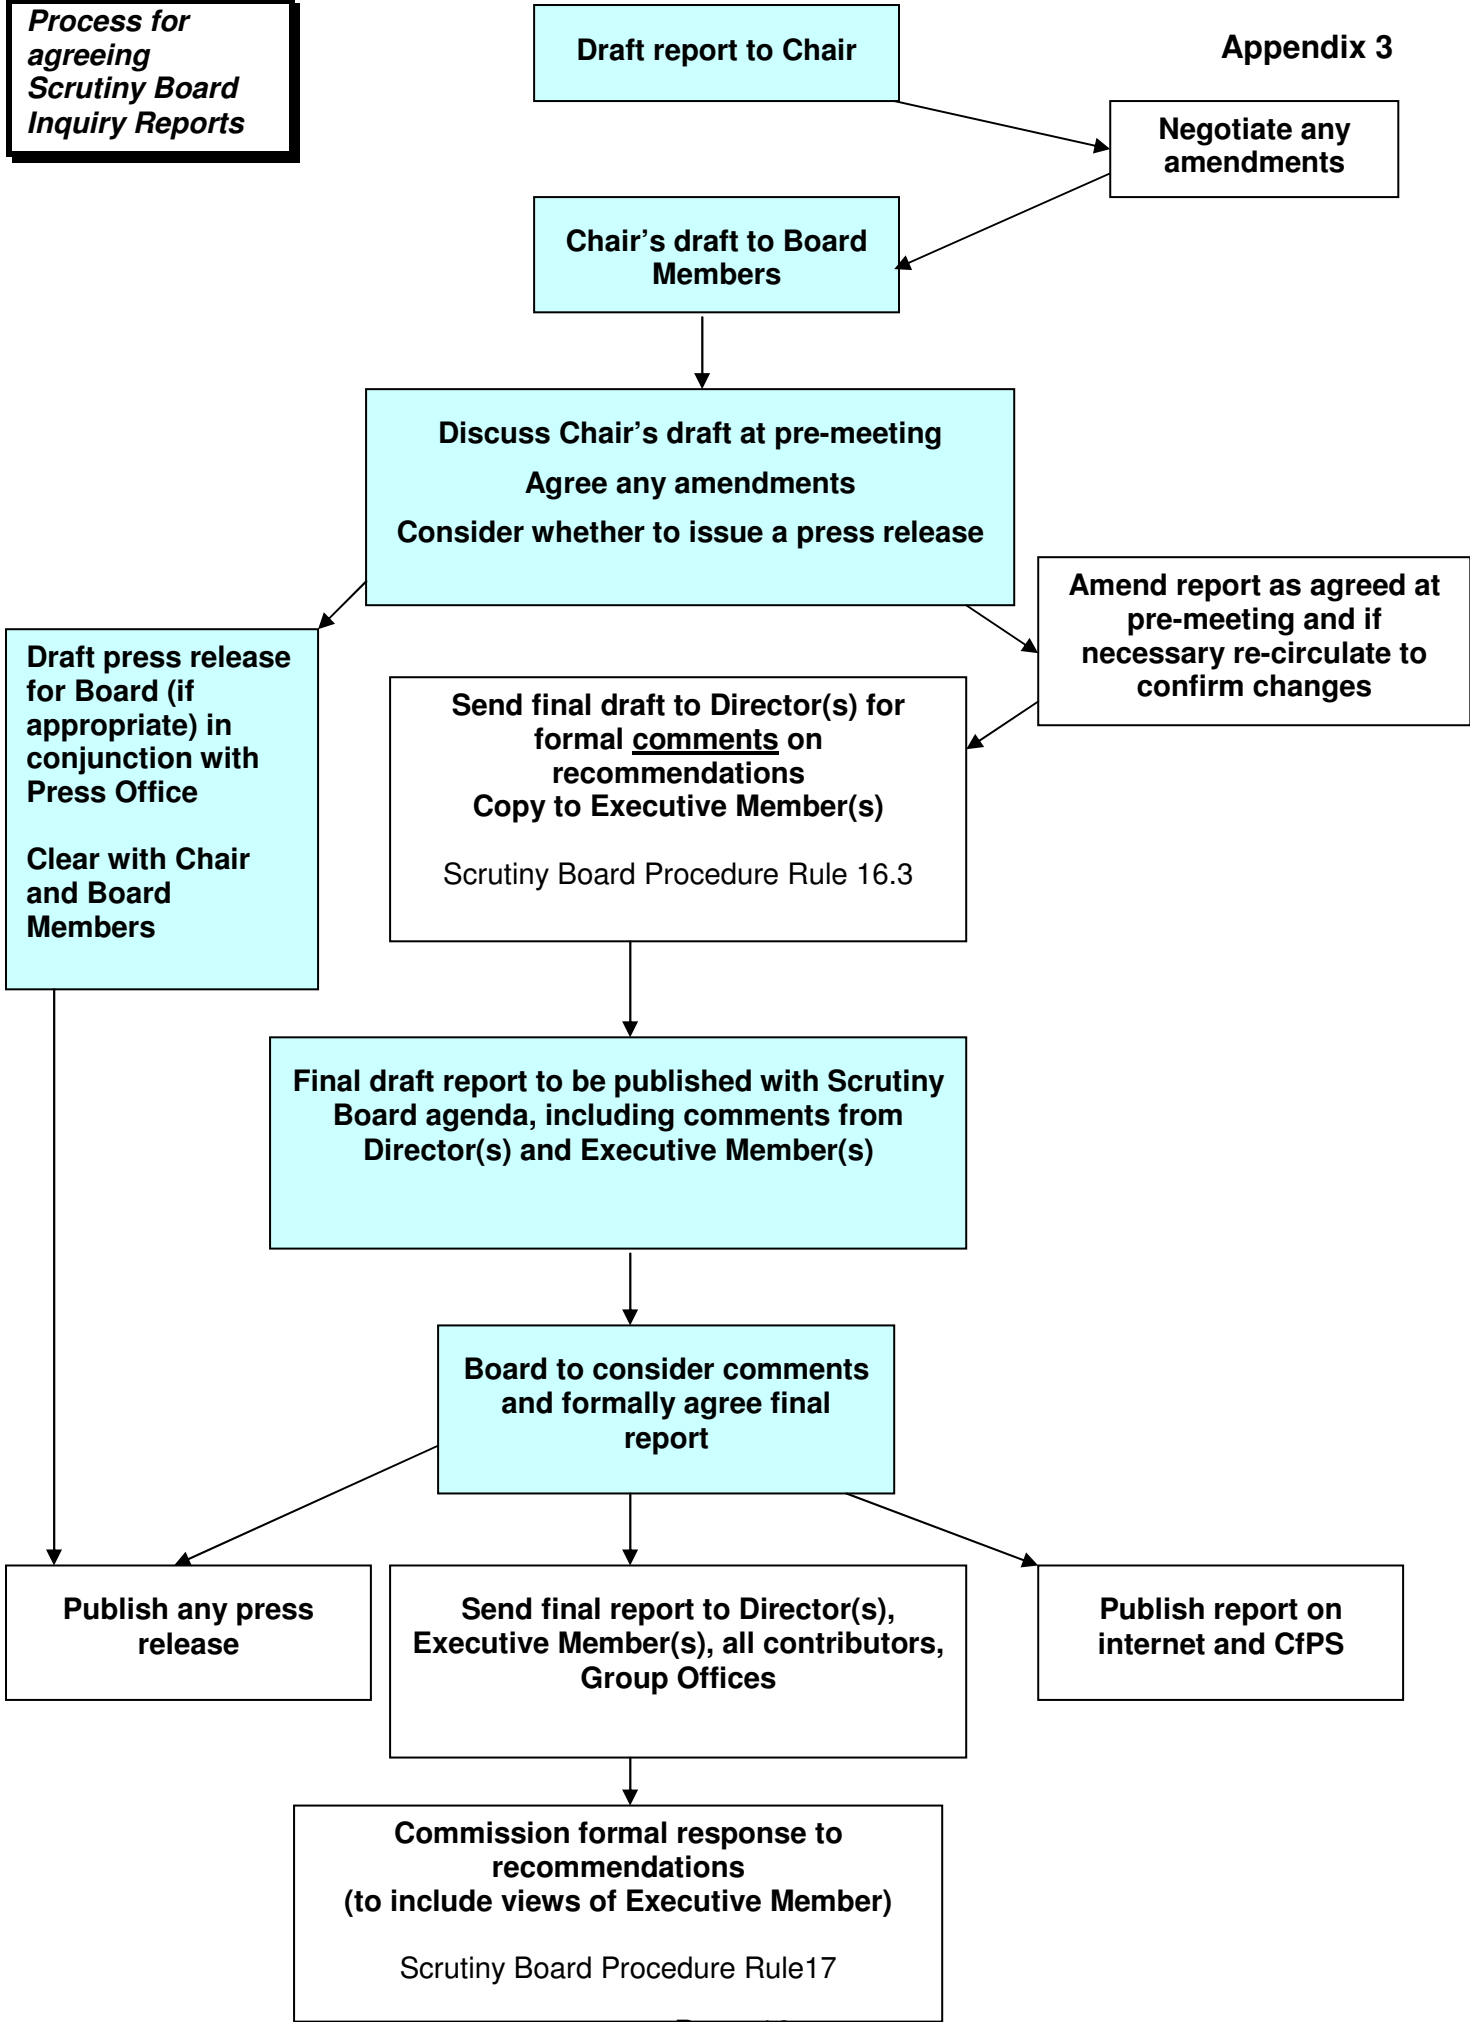 Process for
agreeing
Scrutiny Board
Inquiry Reports
Draft report to Chair
Appendix 3
Negotiate any
amendments
Chair's draft to Board
Members
Discuss Chair's draft at pre-meeting
Agree any amendments
Consider whether to issue a press release
Amend report as agreed at
pre-meeting and if
necessary re-circulate to
confirm changes
Draft press release
for Board (if
appropriate) in
conjunction with
Press Office
Clear with Chair
and Board
Members
Send final draft to Director(s) for
formal comments on
recommendations
Copy to Executive Member(s)
Scrutiny Board Procedure Rule 16.3
Final draft report to be published with Scrutiny
Board agenda, including comments from
Director(s) and Executive Member(s)
Board to consider comments
and formally agree final
report
Publish any press
release
Send final report to Director(s),
Executive Member(s), all contributors,
Group Offices
Publish report on
internet and CfPS
Commission formal response to
recommendations
(to include views of Executive Member)
Scrutiny Board Procedure Rule17